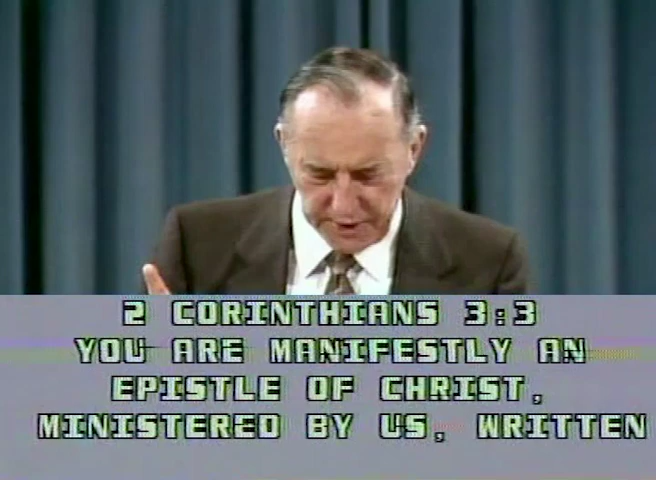 2 CORINTHIANS 3:3
YOU ARE MANIFESTLY AN
EPISTLE OF CHRIST,
MINISTERED BY US, WRITTEN